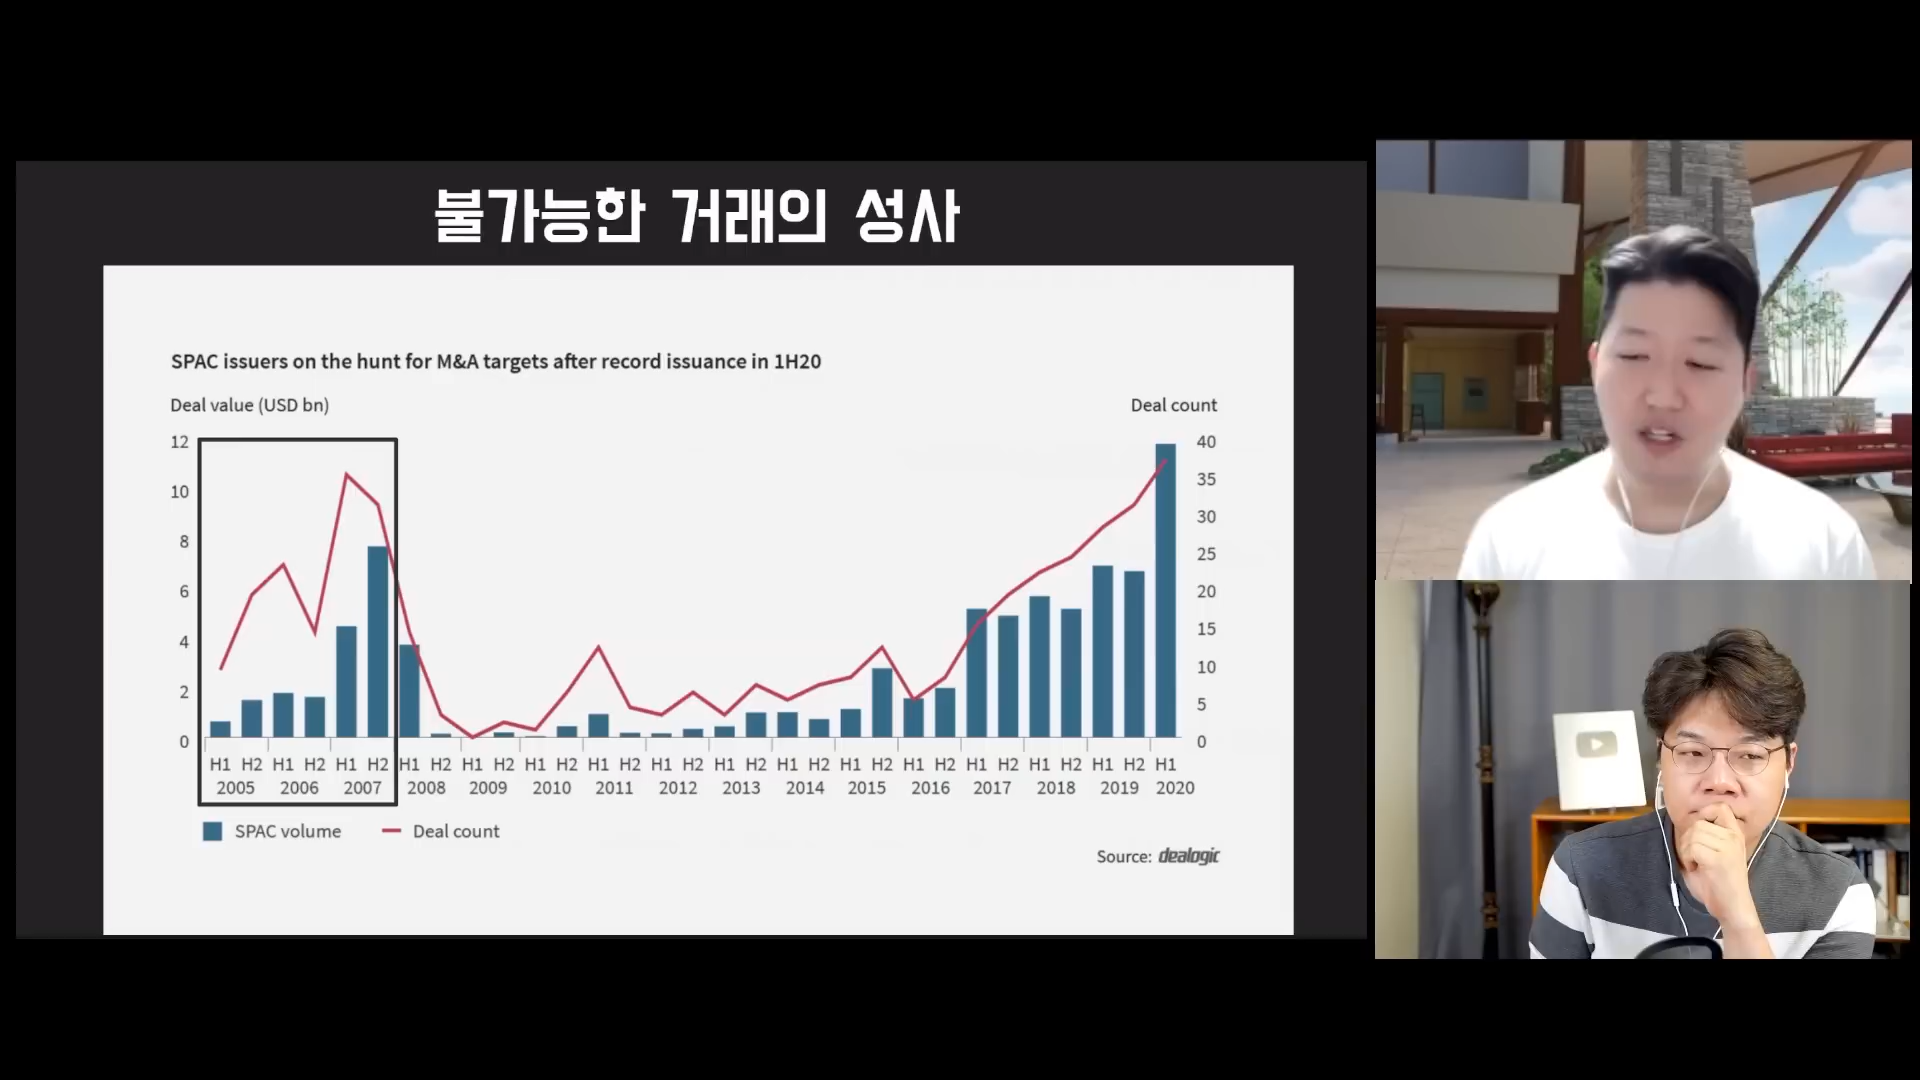 불가능한 거래의 성사
SPAC issuers on the hunt for M&A targets after record issuance in 1H20
Deal value (USD bn)
Deal count
12
10
8
6
4
2
0
40
35
30
25
20
15
10
5
0
H1 H2 H1 H2 H1 H2 H1 H2 H1 H2 H1 H2 H1 H2 H1 H2 H1 H2 H1 H2 H1 H2 H1 H2 H1 H2 H1 H2 H1 H2 H1
2005 2006 2007 2008 2009 2010 2011 2012 2013 2014 2015 2016 2017 2018 2019 2020
SPAC volume
Deal count
Source: dealogic